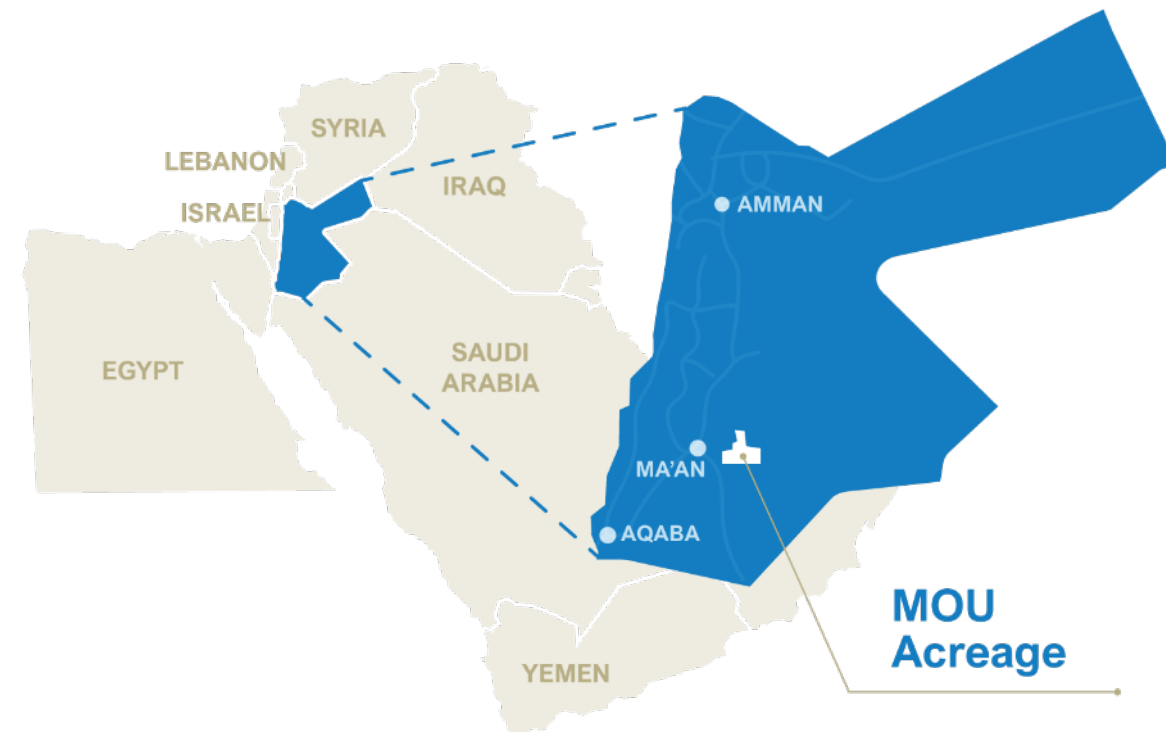 SYRIA
LEBANON
IRAQ
ISRAEL
AMMAN
EGYPT
SAUDI
ARABIA
MA'AN
AQABA
MOU
Acreage
YEMEN